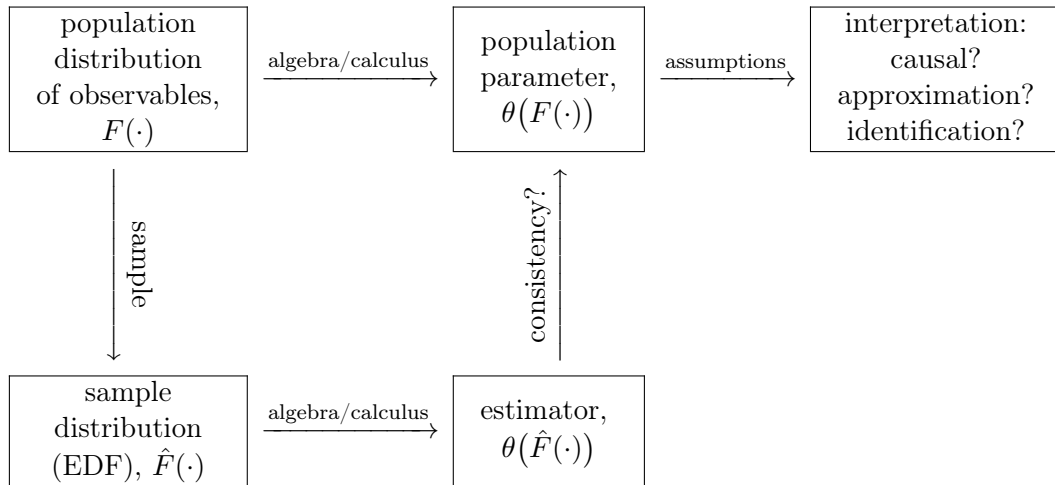 population
distribution
of observables,
F(·)
algebra/calculus
population
parameter,
θ(F(·))
assumptions
interpretation:
causal?
approximation?
identification?
sample
consistency?
sample
distribution
(EDF), F̂(·)
algebra/calculus
estimator,
θ(F̂(·))